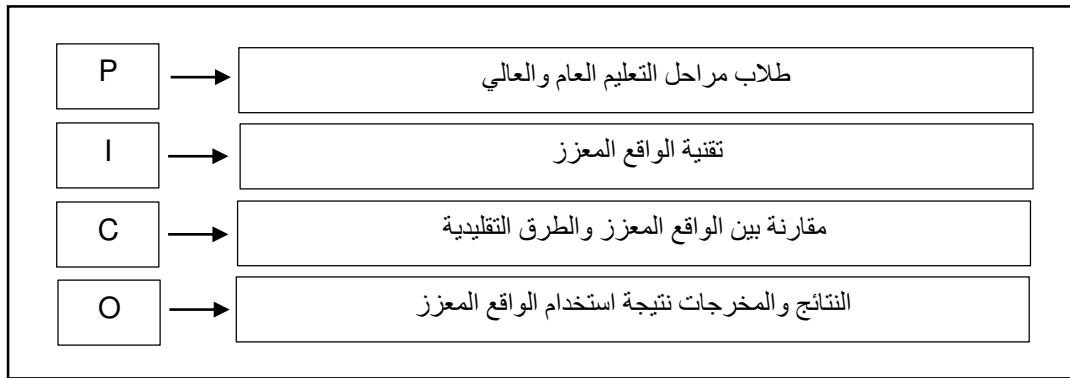 P
طلاب مراحل التعليم العام والعالي
I
تقنية الواقع المعزز
C
مقارنة بين الواقع المعزز والطرق التقليدية
O
النتائج والمخرجات نتيجة استخدام الواقع المعزز